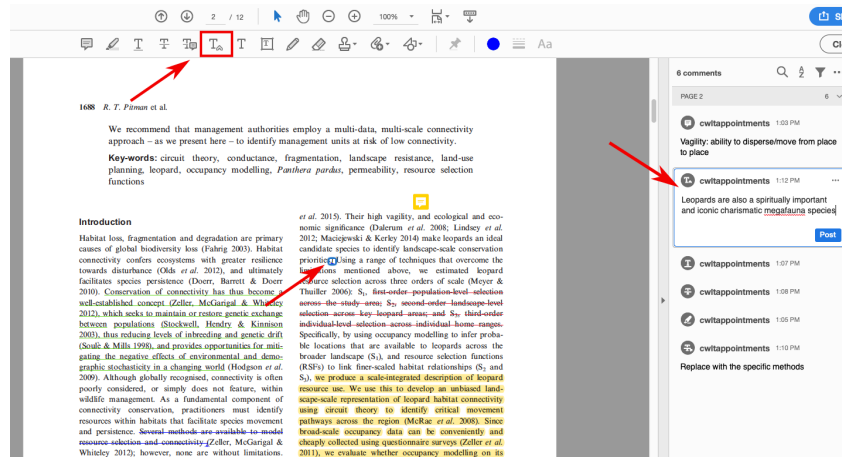 2 / 12
100%
Aa
1688 R. T. Pitman et al.
We recommend that management authorities employ a multi-data, multi-scale connectivity
approach – as we present here – to identify management units at risk of low connectivity.
Key-words: circuit theory, conductance, fragmentation, landscape resistance, land-use
planning, leopard, occupancy modelling, Panthera pardus, permeability, resource selection
functions
Introduction
Habitat loss, fragmentation and degradation are primary
causes of global biodiversity loss (Fahrig 2003). Habitat
connectivity confers ecosystems with greater resilience
towards disturbance (Olds et al. 2012), and ultimately
facilitates species persistence (Doerr, Barrett & Doerr
2010). Conservation of connectivity has thus become a
well-established concept (Zeller, McGarigal & Whiteley
2012), which seeks to maintain or restore genetic exchange
between populations (Stockwell, Hendry & Kinnison
2003), thus reducing levels of inbreeding and genetic drift
(Soulé & Mills 1998), and provides opportunities for miti-
gating the negative effects of environmental and demo-
graphic stochasticity in a changing world (Hodgson et al.
2009). Although globally recognised, connectivity is often
poorly considered, or simply does not feature, within
wildlife management. As a fundamental component of
connectivity conservation, practitioners must identify
resources within habitats that facilitate species movement
and persistence. Several methods are available to model
resource selection and connectivity (Zeller, McGarigal &
Whiteley 2012); however, none are without limitations.
et al. 2015). Their high vagility, and ecological and eco-
nomic significance (Dalerum et al. 2008; Lindsey et al.
2012; Maciejewski & Kerley 2014) make leopards an ideal
candidate species to identify landscape-scale conservation
priorities. Using a range of techniques that overcome the
limitations mentioned above, we estimated leopard
resource selection across three orders of scale (Meyer &
Thuiller 2006): S₁, first-order population-level selection
across the study area; S₂, second-order landscape-level
selection across key leopard areas; and S₃, third-order
individual-level selection across individual home ranges.
Specifically, by using occupancy modelling to infer proba-
ble locations that are available to leopards across the
broader landscape (S₁), and resource selection functions
(RSFs) to link finer-scaled habitat relationships (S₂ and
S₃), we produce a scale-integrated description of leopard
resource use. We use this to develop an unbiased land-
scape-scale representation of leopard habitat connectivity
using circuit theory to identify critical movement
pathways across the region (McRae et al. 2008). Since
broad-scale occupancy data can be conveniently and
cheaply collected using questionnaire surveys (Zeller et al.
2011), we evaluate whether occupancy modelling on its
6 comments
PAGE 2 6
cwltappointments 1:03 PM
Vagility: ability to disperse/move from place
to place
cwltappointments 1:12 PM
Leopards are also a spiritually important
and iconic charismatic megafauna species
Post
cwltappointments 1:07 PM
cwltappointments 1:08 PM
cwltappointments 1:05 PM
cwltappointments 1:10 PM
Replace with the specific methods